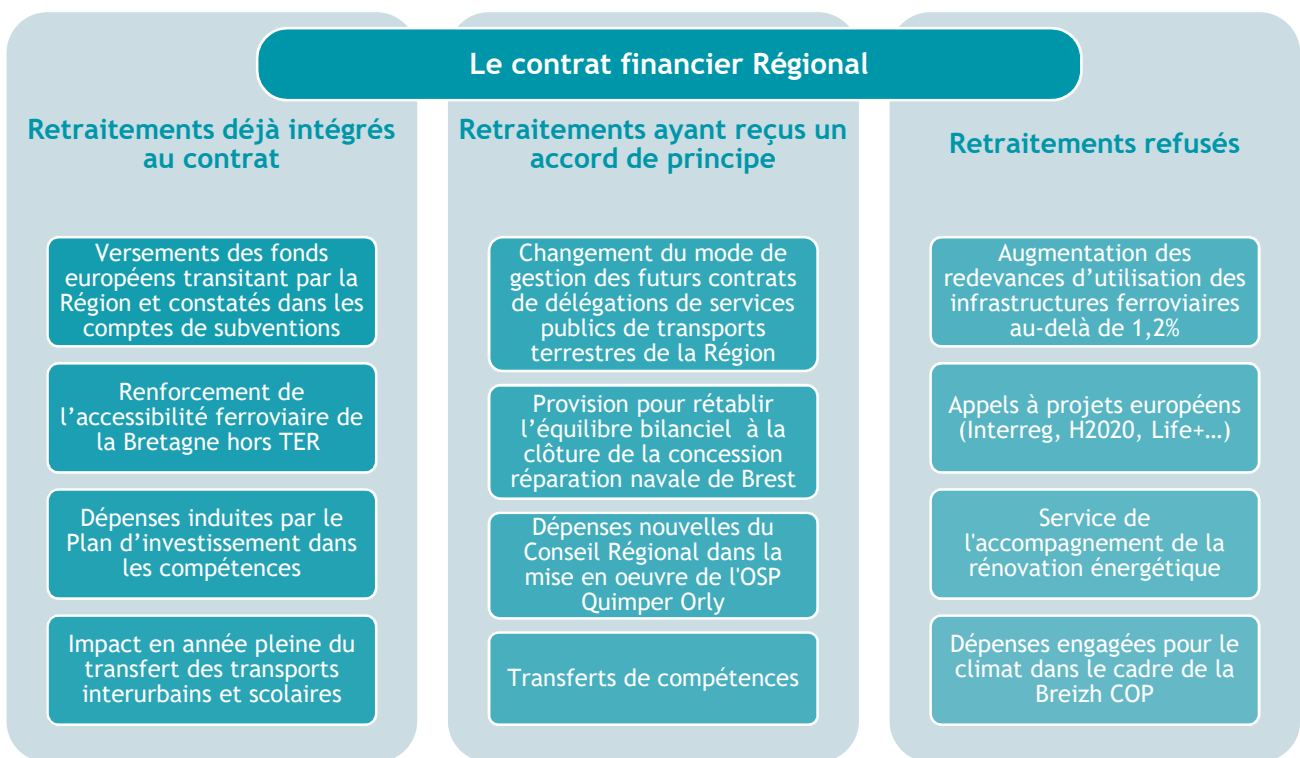 Le contrat financier Régional
Retraitements déjà intégrés
au contrat
Versements des fonds
européens transitant par la
Région et constatés dans les
comptes de subventions
Renforcement de
l’accessibilité ferroviaire de
la Bretagne hors TER
Dépenses induites par le
Plan d’investissement dans
les compétences
Impact en année pleine du
transfert des transports
interurbains et scolaires
Retraitements ayant reçus un
accord de principe
Changement du mode de
gestion des futurs contrats
de délégations de services
publics de transports
terrestres de la Région
Provision pour rétablir
l’équilibre bilanciel à la
clôture de la concession
réparation navale de Brest
Dépenses nouvelles du
Conseil Régional dans la
mise en oeuvre de l'OSP
Quimper Orly
Transferts de compétences
Retraitements refusés
Augmentation des
redevances d’utilisation des
infrastructures ferroviaires
au-delà de 1,2%
Appels à projets européens
(Interreg, H2020, Life+…)
Service de
l'accompagnement de la
rénovation énergétique
Dépenses engagées pour le
climat dans le cadre de la
Breizh COP